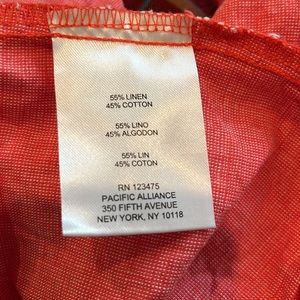 55% LINEN
45% COTTON
55% LINO
45% ALGODON
55% LIN
45% COTON
RN 123475
PACIFIC ALLIANCE
350 FIFTH AVENUE
NEW YORK, NY 10118